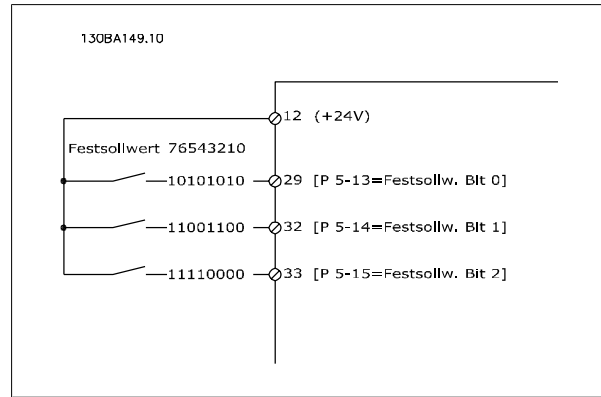 130BA149.10
12 (+24V)
Festsollwert 76543210
10101010 29 [P 5-13=Festsollw. Bit 0]
11001100 32 [P 5-14=Festsollw. Bit 1]
11110000 33 [P 5-15=Festsollw. Bit 2]